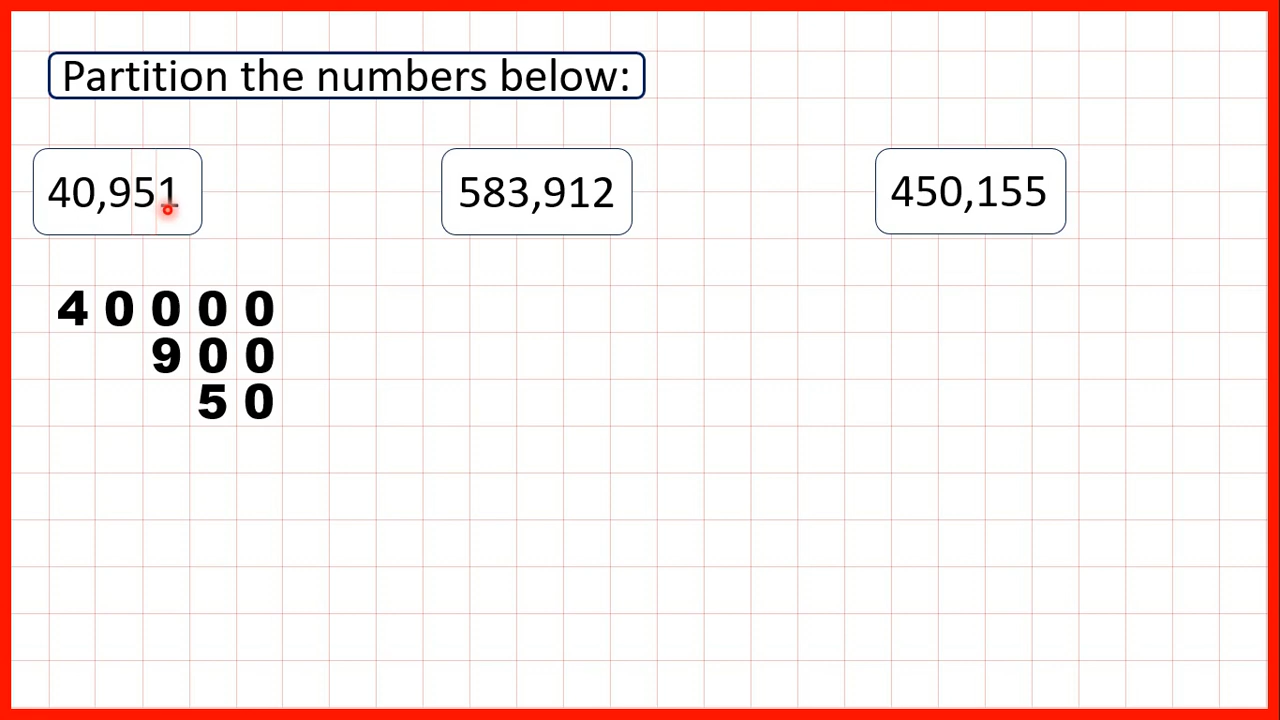 Partition the numbers below:
40,951 583,912 450,155
4 0 0 0 0
9 0 0
5 0